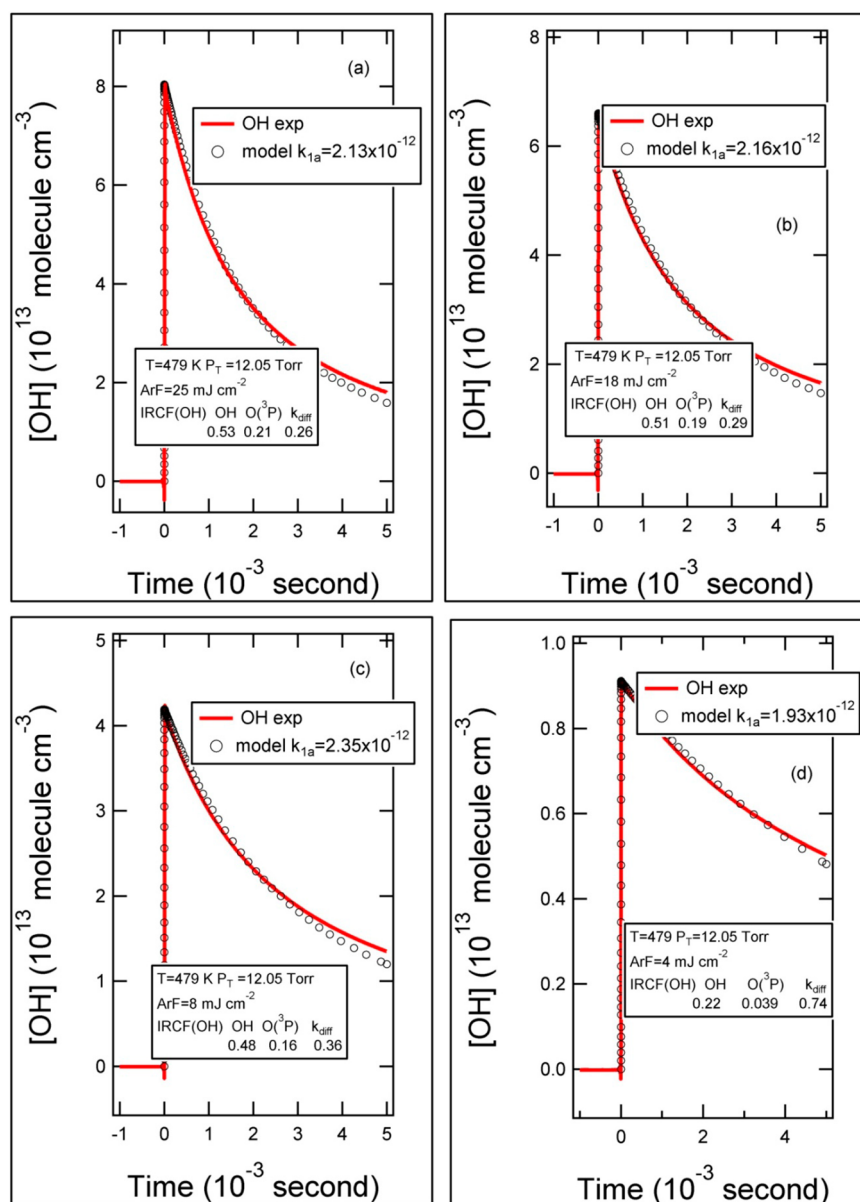 (a)
[OH] (10^13 molecule cm^-3)
8
6
4
2
0
OH exp
model k1a=2.13x10^-12
T=479 K PT =12.05 Torr
ArF=25 mJ cm^-2
IRCF(OH) OH O(^3P) kdiff
0.53 0.21 0.26
-1 0 1 2 3 4 5
Time (10^-3 second)
(b)
[OH] (10^13 molecule cm^-3)
8
6
4
2
0
OH exp
model k1a=2.16x10^-12
T=479 K PT =12.05 Torr
ArF=18 mJ cm^-2
IRCF(OH) OH O(^3P) kdiff
0.51 0.19 0.29
-1 0 1 2 3 4 5
Time (10^-3 second)
(c)
[OH] (10^13 molecule cm^-3)
5
4
3
2
1
0
OH exp
model k1a=2.35x10^-12
T=479 K PT =12.05 Torr
ArF=8 mJ cm^-2
IRCF(OH) OH O(^3P) kdiff
0.48 0.16 0.36
-1 0 1 2 3 4 5
Time (10^-3 second)
(d)
[OH] (10^13 molecule cm^-3)
1.0
0.8
0.6
0.4
0.2
0.0
OH exp
model k1a=1.93x10^-12
T=479 PT=12.05 Torr
ArF=4 mJ cm^-2
IRCF(OH) OH O(^3P) kdiff
0.22 0.039 0.74
0 2 4
Time (10^-3 second)